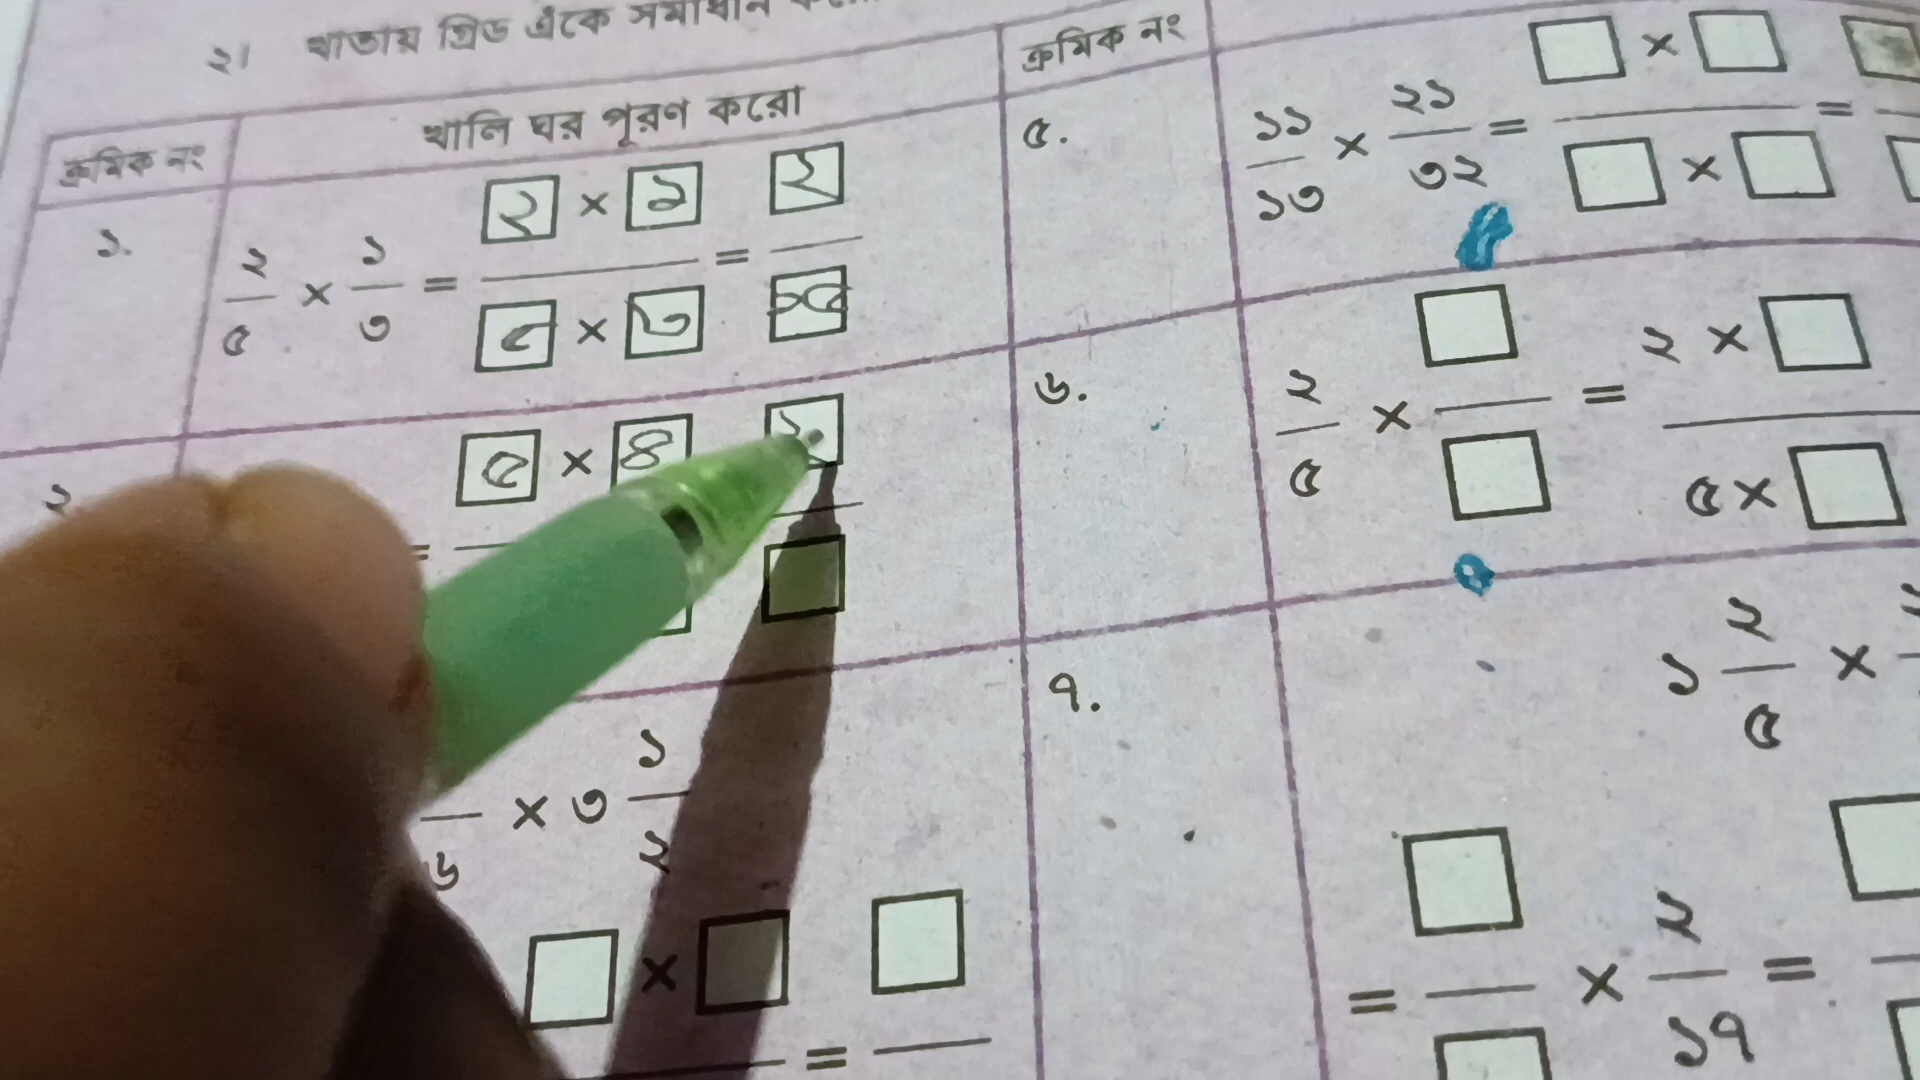 ২। খাতায় গ্রিড এঁকে সমাধান
ক্রমিক নং
খালি ঘর পূরণ করো
১.
২/৫ × ১/৩ = ২ × ১ / ৫ × ৩ = ২/১৫
২
৫ × ৪
=
/৬ × ৩ ১/২
× =
ক্রমিক নং
৫.
১১/১৩ × ২১/৩২ = × / × =
৬.
২/৫ × = ২ × / ৫ ×
৭.
১ ২/৫ ×
= × ২/১৭ =